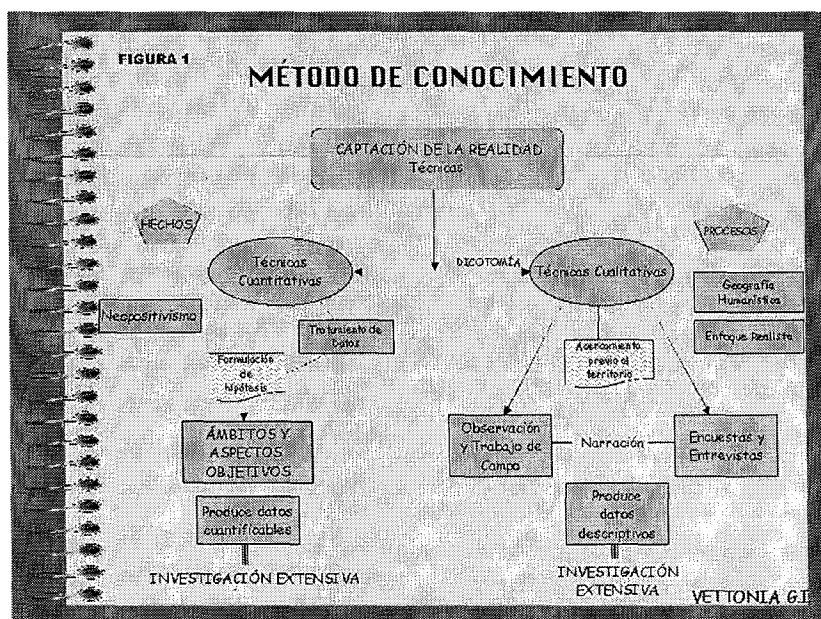 FIGURA 1
MÉTODO DE CONOCIMIENTO
CAPTACIÓN DE LA REALIDAD
Técnicas
HECHOS
PROCESOS
Técnicas
Cuantitativas
DICOTOMÍA
Técnicas Cualitativas
Geografía
Humanística
Neopositivismo
Tratamiento de
Datos
Enfoque Realista
Formulación
de
hipótesis
Acercamiento
previo al
territorio
ÁMBITOS Y
ASPECTOS
OBJETIVOS
Observación
y Trabajo de
Campo
Narración
Encuestas y
Entrevistas
Produce datos
cuantificables
Produce
datos
descriptivos
INVESTIGACIÓN EXTENSIVA
INVESTIGACIÓN
EXTENSIVA
VETTONIA G.I